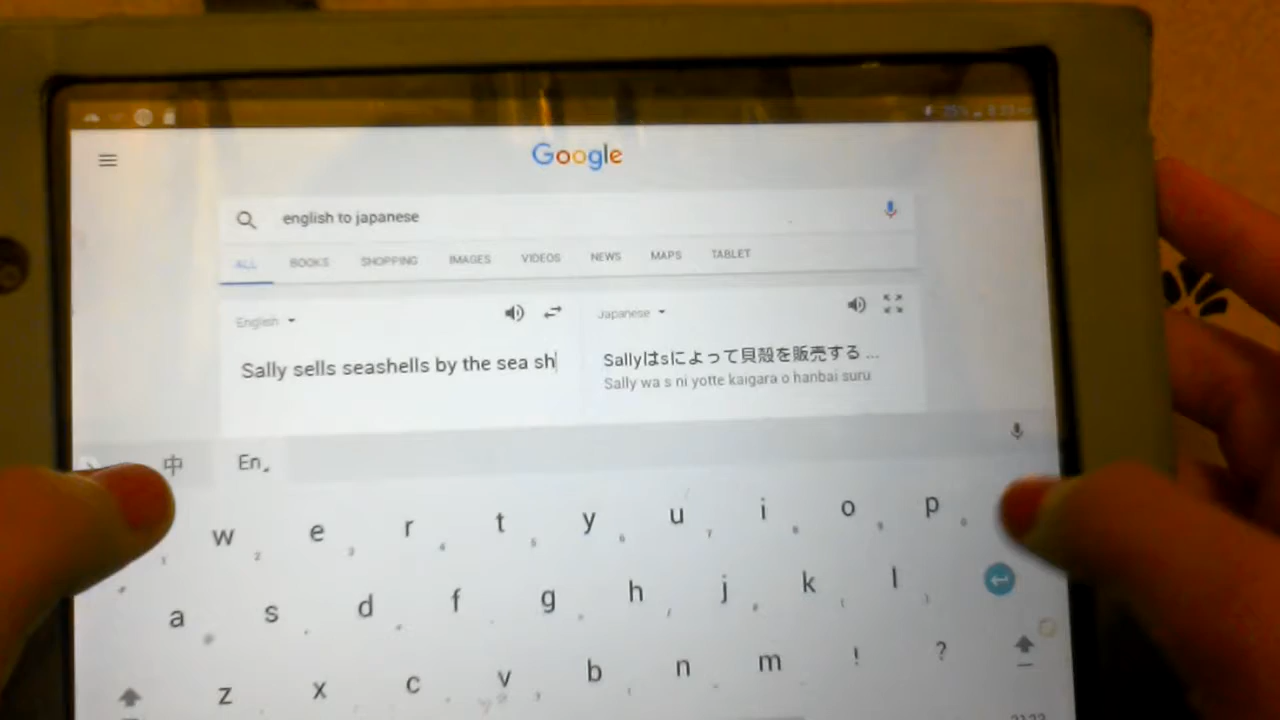 Google
english to japanese
ALL BOOKS SHOPPING IMAGES VIDEOS NEWS MAPS TABLET
English Japanese
Sally sells seashells by the sea sh
Sallyはsによって貝殻を販売する ...
Sally wa s ni yotte kaigara o hanbai suru
中 En
w e r t y u i o p
a s d f g h j k l
z x c v b n m ! ?